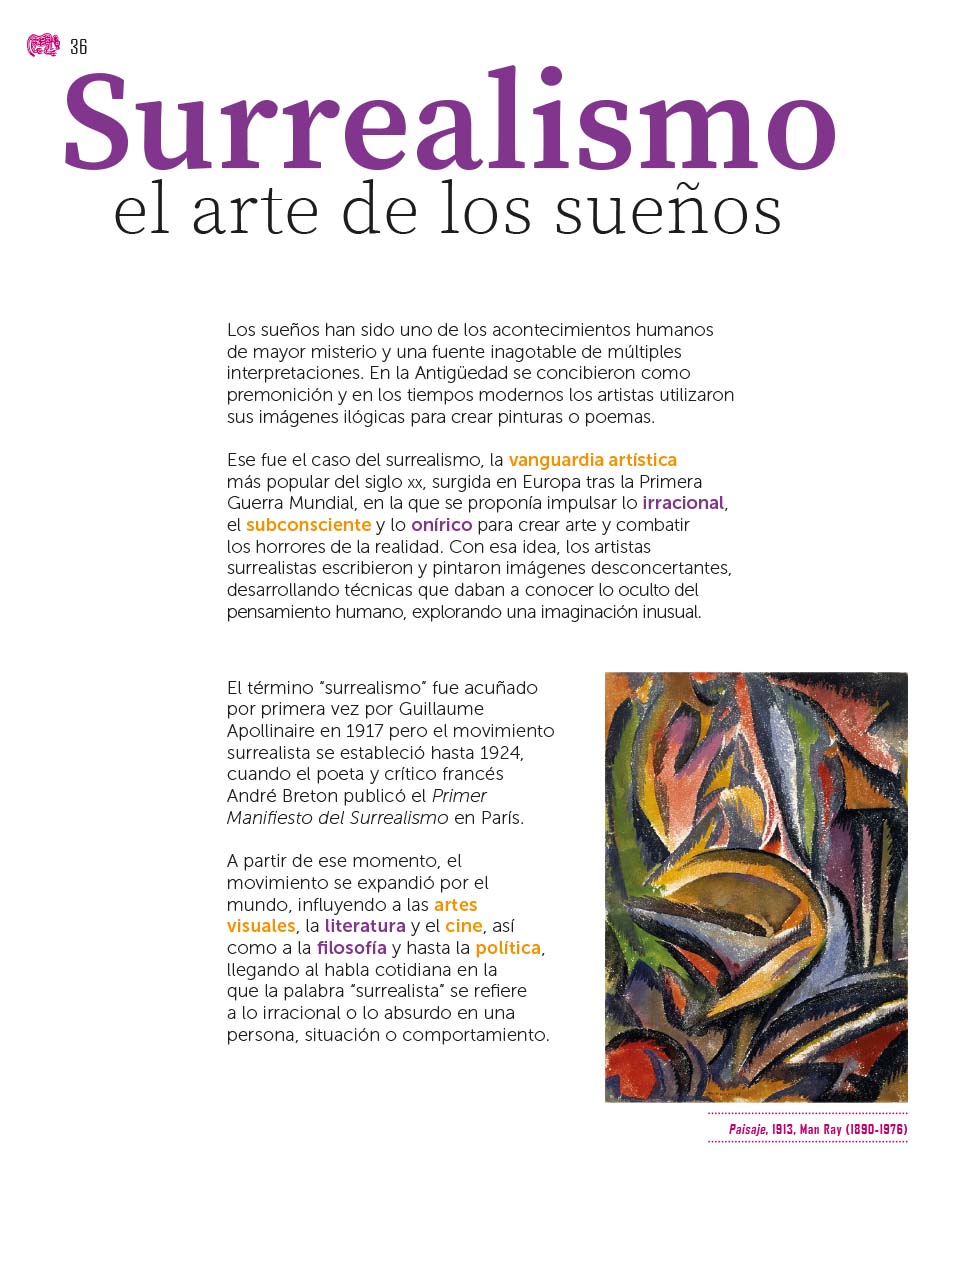 36
Surrealismo
el arte de los sueños
Los sueños han sido uno de los acontecimientos humanos
de mayor misterio y una fuente inagotable de múltiples
interpretaciones. En la Antigüedad se concibieron como
premonición y en los tiempos modernos los artistas utilizaron
sus imágenes ilógicas para crear pinturas o poemas.
Ese fue el caso del surrealismo, la vanguardia artística
más popular del siglo xx, surgida en Europa tras la Primera
Guerra Mundial, en la que se proponía impulsar lo irracional,
el subconsciente y lo onírico para crear arte y combatir
los horrores de la realidad. Con esa idea, los artistas
surrealistas escribieron y pintaron imágenes desconcertantes,
desarrollando técnicas que daban a conocer lo oculto del
pensamiento humano, explorando una imaginación inusual.
El término “surrealismo” fue acuñado
por primera vez por Guillaume
Apollinaire en 1917 pero el movimiento
surrealista se estableció hasta 1924,
cuando el poeta y crítico francés
André Breton publicó el Primer
Manifiesto del Surrealismo en París.
A partir de ese momento, el
movimiento se expandió por el
mundo, influyendo a las artes
visuales, la literatura y el cine, así
como a la filosofía y hasta la política,
llegando al habla cotidiana en la
que la palabra “surrealista” se refiere
a lo irracional o lo absurdo en una
persona, situación o comportamiento.
Paisaje, 1913, Man Ray (1890-1976)